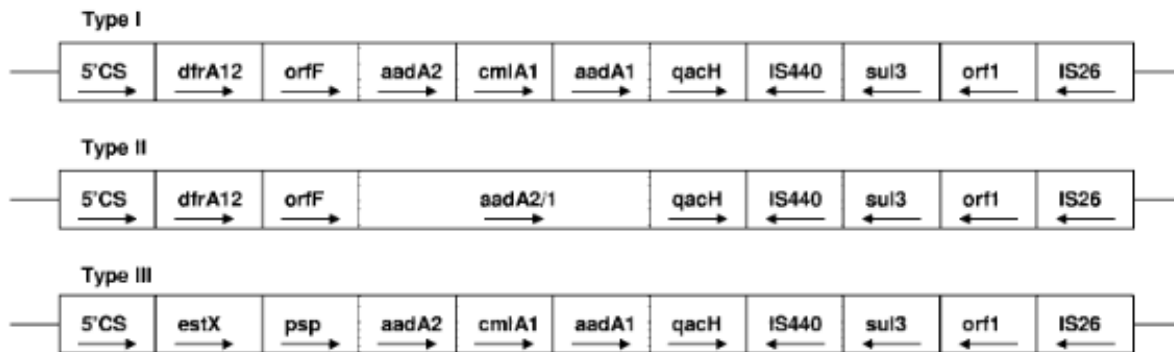 Type I
5'CS dfrA12 orfF aadA2 cmlA1 aadA1 qacH IS440 sul3 orf1 IS26
Type II
5'CS dfrA12 orfF aadA2/1 qacH IS440 sul3 orf1 IS26
Type III
5'CS estX psp aadA2 cmlA1 aadA1 qacH IS440 sul3 orf1 IS26